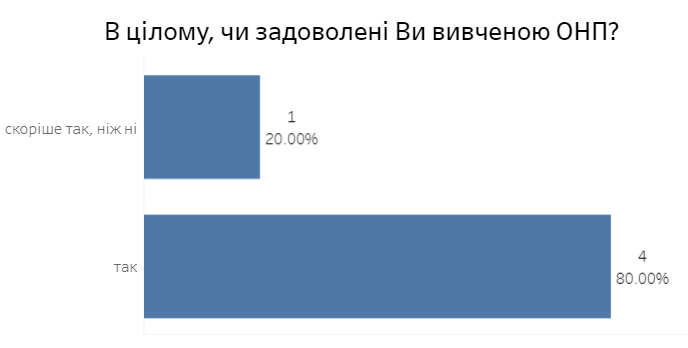 В цілому, чи задоволені Ви вивченою ОНП?
скоріше так, ніж ні
1
20.00%
так
4
80.00%